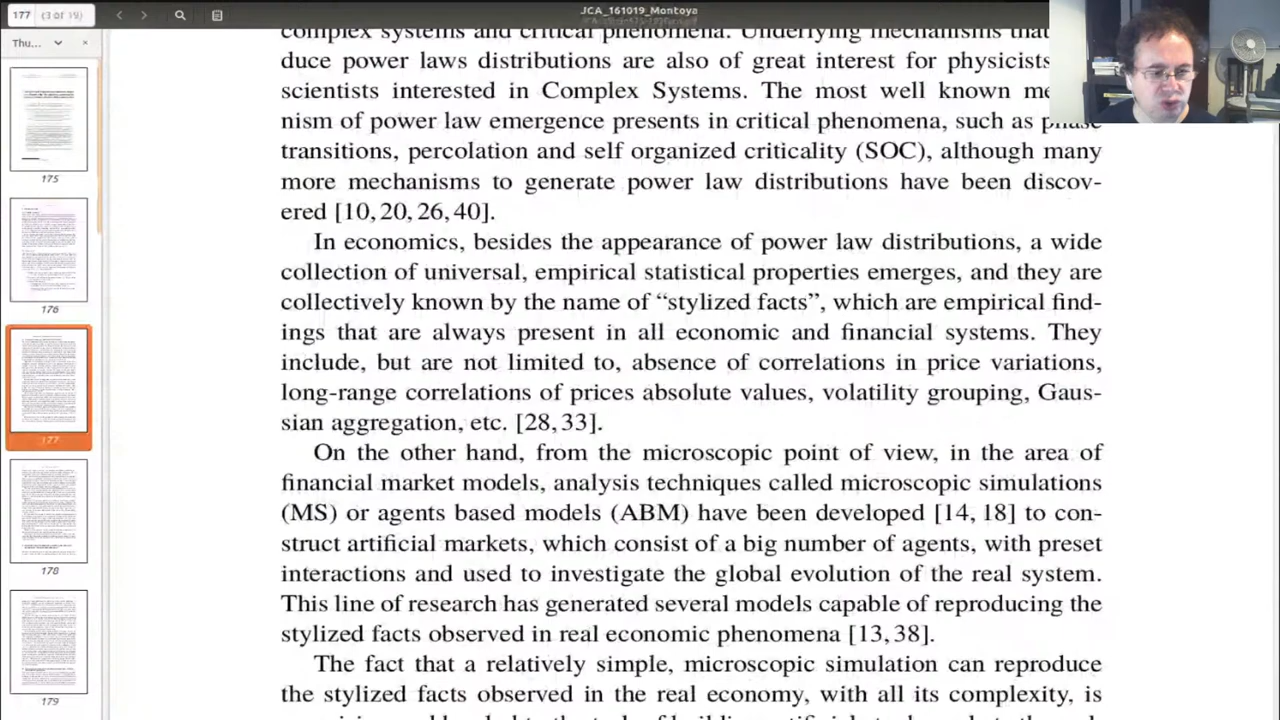 177 (3 of 19)
JCA_161019_Montoya
Thu...
175
176
177
178
179
complex systems and critical phenomena. Underlying mechanisms that
duce power laws distributions are also of great interest for physicists
scientists interested in Complex Systems. The most well known me
nism of power law emergence presents in critical phenomena, such as phase
transitions, percolation and self organized criticality (SOC), although many
more mechanisms to generate power law distributions have been discov-
ered [10, 20, 26, 40].
In economics, besides the appearance of power law distributions, a wide
collection of universal, empirical statistical properties emerges, and they are
collectively known by the name of “stylized facts”, which are empirical find-
ings that are always present in all economic and financial systems. They
include, but are not limited to, absence of correlations in price variations,
long-range correlations of prices absolute values, volatility grouping, Gaus-
sian aggregation, etc. [28, 33].
On the other hand, from the microscopic point of view, in the area of
financial market models, analysis techniques called microscopic simulations
(MS) or agents based models (ABM) have been developed [14, 18] to con-
struct artificial markets, which consist of a big number of agents, with preset
interactions and used to investigate the global evolution of the real system.
This line of research has generated several models capable of reproducing the
stylized facts observed in real economic phenomena [13, 38].
The fact that a relatively simple, microscopic simulation can reproduce
the stylized facts observed in the real economy, with all its complexity, is